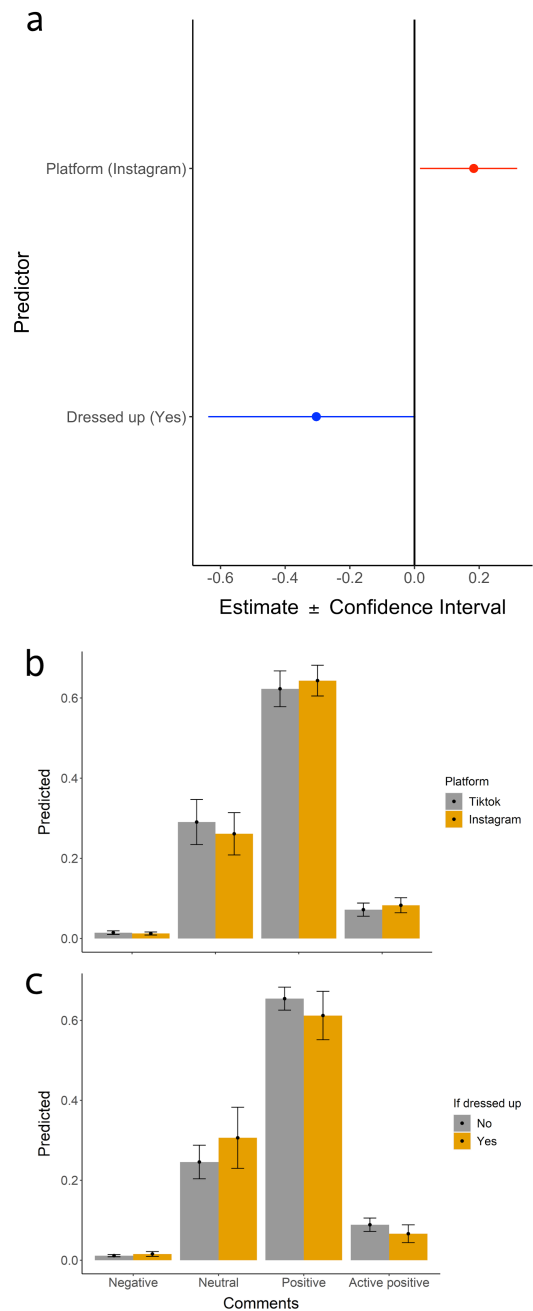 a
Predictor
Platform (Instagram)
Dressed up (Yes)
-0.6 -0.4 -0.2 0.0 0.2
Estimate ± Confidence Interval
b
Predicted
0.6
0.4
0.2
0.0
Platform
Tiktok
Instagram
c
Predicted
0.6
0.4
0.2
0.0
If dressed up
No
Yes
Negative Neutral Positive Active positive
Comments